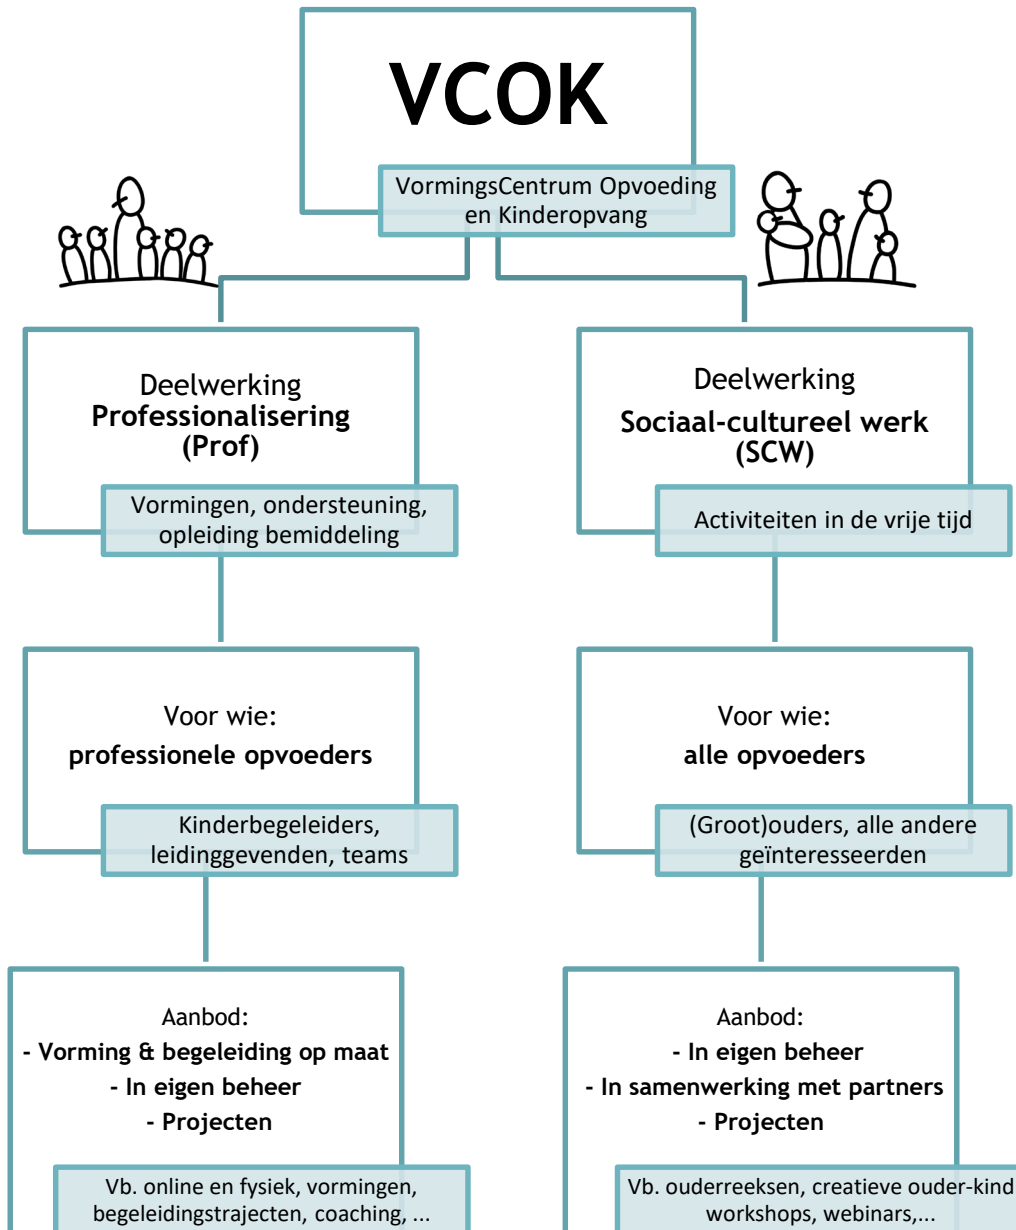 VCOK
VormingsCentrum Opvoeding
en Kinderopvang
Deelwerking
Professionalisering
(Prof)
Vormingen, ondersteuning,
opleiding bemiddeling
Voor wie:
professionele opvoeders
Kinderbegeleiders,
leidinggevenden, teams
Aanbod:
- Vorming & begeleiding op maat
- In eigen beheer
- Projecten
Vb. online en fysiek, vormingen,
begeleidingstrajecten, coaching, ...
Deelwerking
Sociaal-cultureel werk
(SCW)
Activiteiten in de vrije tijd
Voor wie:
alle opvoeders
(Groot)ouders, alle andere
geïnteresseerden
Aanbod:
- In eigen beheer
- In samenwerking met partners
- Projecten
Vb. ouderreeksen, creatieve ouder-kind
workshops, webinars,...